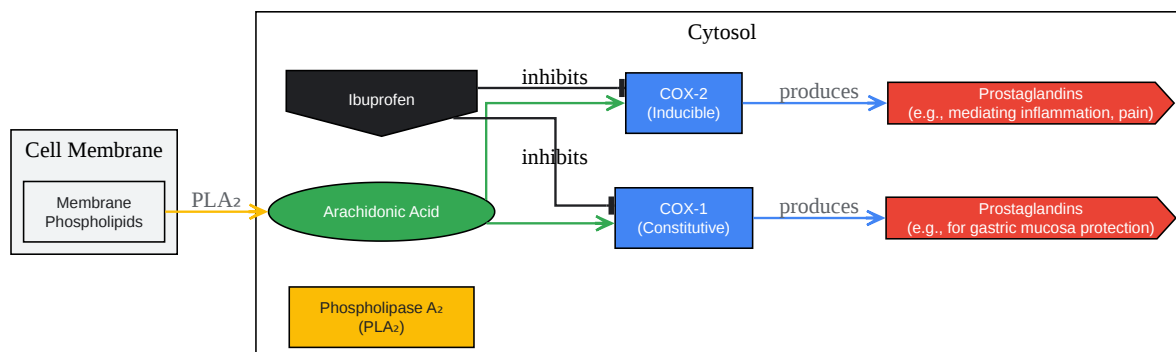 Cytosol
Ibuprofen
inhibits
COX-2
(Inducible)
produces
Prostaglandins
(e.g., mediating inflammation, pain)
Cell Membrane
Membrane
Phospholipids
PLA₂
Arachidonic Acid
inhibits
COX-1
(Constitutive)
produces
Prostaglandins
(e.g., for gastric mucosa protection)
Phospholipase A₂
(PLA₂)